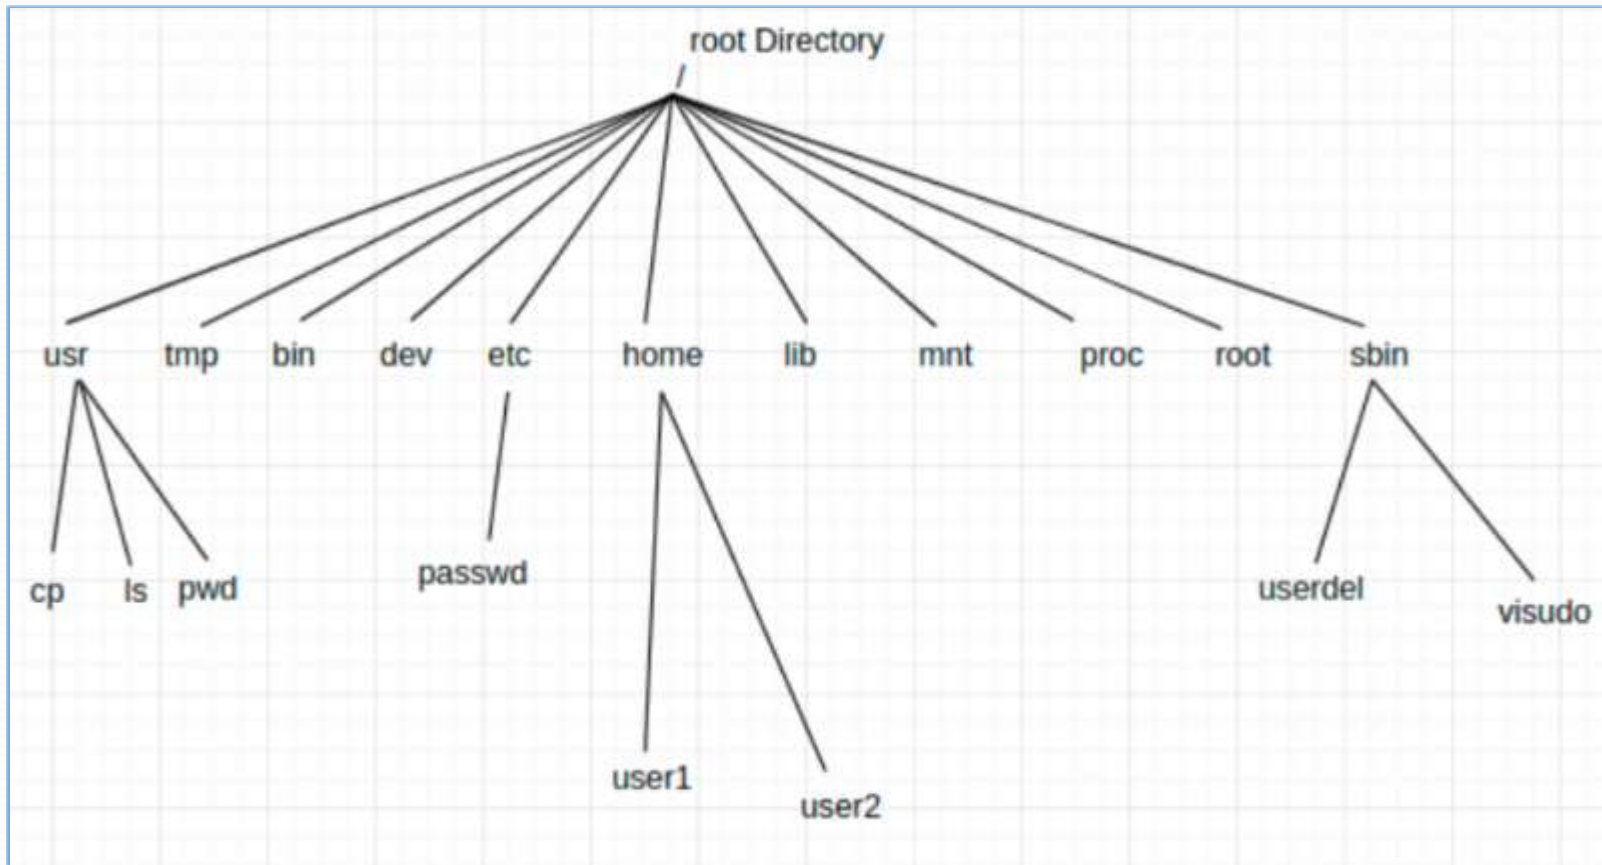 root Directory
/
usr tmp bin dev etc home lib mnt proc root sbin
cp ls pwd passwd userdel visudo
user1 user2